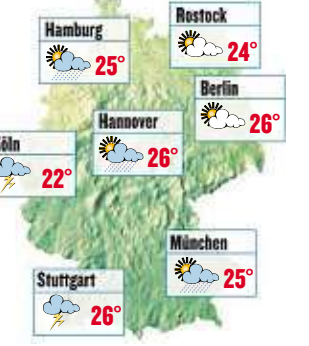 Rostock
24°
Hamburg
25°
Berlin
26°
Hannover
26°
öln
22°
München
25°
Stuttgart
26°